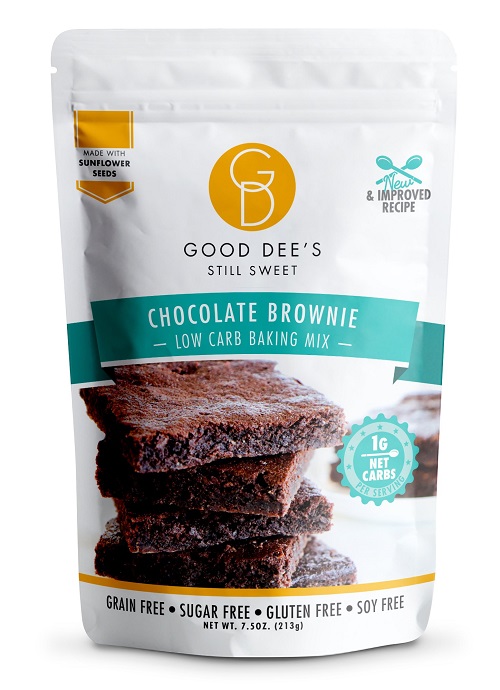 MADE WITH
SUNFLOWER
SEEDS
GD
New
& IMPROVED
RECIPE
GOOD DEE'S
STILL SWEET
CHOCOLATE BROWNIE
— LOW CARB BAKING MIX —
1G
NET
CARBS
PER SERVING
GRAIN FREE • SUGAR FREE • GLUTEN FREE • SOY FREE
NET WT. 7.5OZ. (213g)